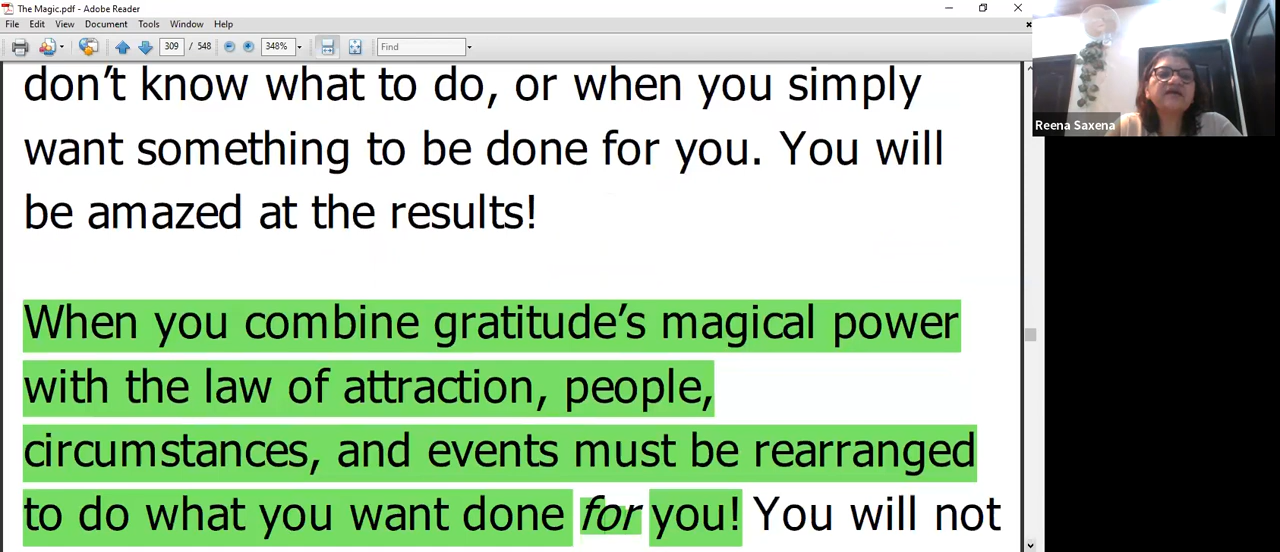 The Magic.pdf - Adobe Reader
File Edit View Document Tools Window Help
309 / 548 348% Find
don't know what to do, or when you simply
want something to be done for you. You will
be amazed at the results!
When you combine gratitude's magical power
with the law of attraction, people,
circumstances, and events must be rearranged
to do what you want done for you! You will not
Reena Saxena